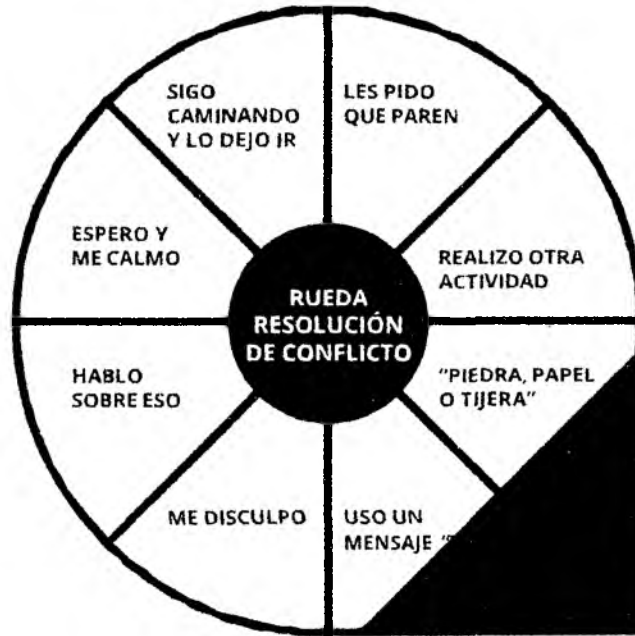 SIGO
CAMINANDO
Y LO DEJO IR
LES PIDO
QUE PAREN
ESPERO Y
ME CALMO
REALIZO OTRA
ACTIVIDAD
RUEDA
RESOLUCIÓN
DE CONFLICTO
HABLO
SOBRE ESO
"PIEDRA, PAPEL
O TIJERA"
ME DISCULPO
USO UN
MENSAJE "